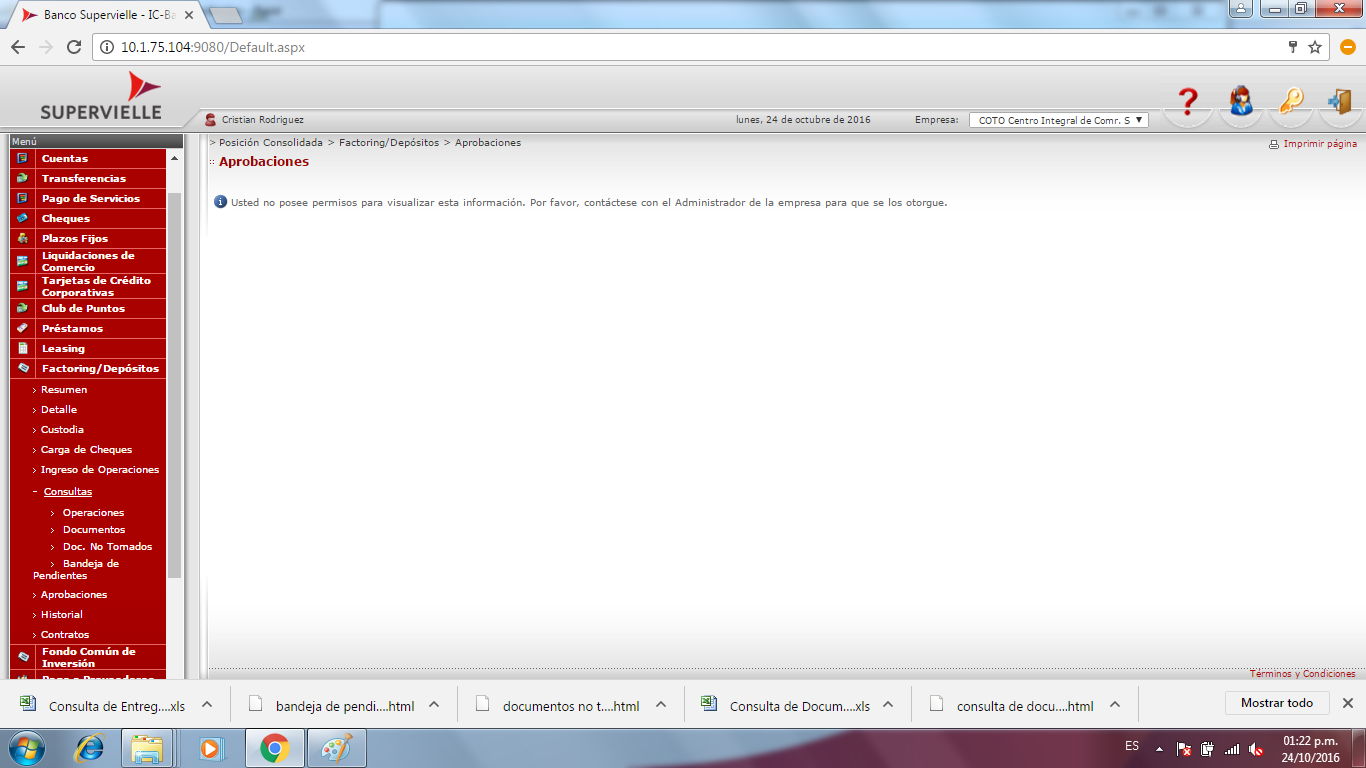 Banco Supervielle - IC-Ba
10.1.75.104:9080/Default.aspx
SUPERVIELLE
Cristian Rodriguez
lunes, 24 de octubre de 2016
Empresa:
COTO Centro Integral de Comr. S
Menú
Cuentas
Transferencias
Pago de Servicios
Cheques
Plazos Fijos
Liquidaciones de
Comercio
Tarjetas de Crédito
Corporativas
Club de Puntos
Préstamos
Leasing
Factoring/Depósitos
› Resumen
› Detalle
› Custodia
› Carga de Cheques
› Ingreso de Operaciones
- Consultas
› Operaciones
› Documentos
› Doc. No Tomados
› Bandeja de
Pendientes
› Aprobaciones
› Historial
› Contratos
Fondo Común de
Inversión
> Posición Consolidada > Factoring/Depósitos > Aprobaciones
Imprimir página
Aprobaciones
Usted no posee permisos para visualizar esta información. Por favor, contáctese con el Administrador de la empresa para que se los otorgue.
Términos y Condiciones
Consulta de Entreg....xls
bandeja de pendi....html
documentos no t....html
Consulta de Docum....xls
consulta de docu....html
Mostrar todo
ES
01:22 p.m.
24/10/2016